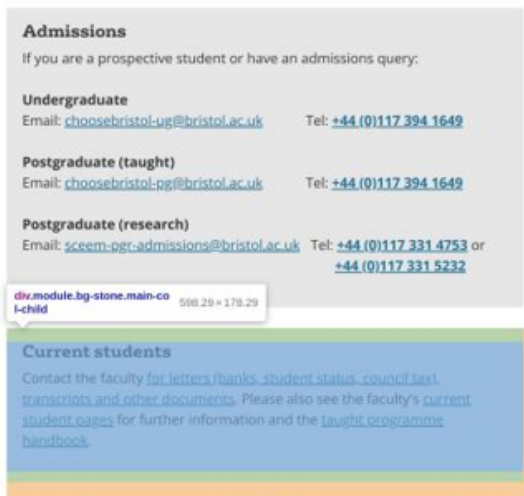 Admissions
If you are a prospective student or have an admissions query:
Undergraduate
Email: choosebristol-ug@bristol.ac.uk Tel: +44 (0)117 394 1649
Postgraduate (taught)
Email: choosebristol-pg@bristol.ac.uk Tel: +44 (0)117 394 1649
Postgraduate (research)
Email: sceem-pgr-admissions@bristol.ac.uk Tel: +44 (0)117 331 4753 or
+44 (0)117 331 5232
div.module.bg-stone.main-co
l-child 598.29 × 178.29
Current students
Contact the faculty for letters (banks, student status, council tax),
transcripts and other documents. Please also see the faculty's current
student pages for further information and the taught programme
handbook.